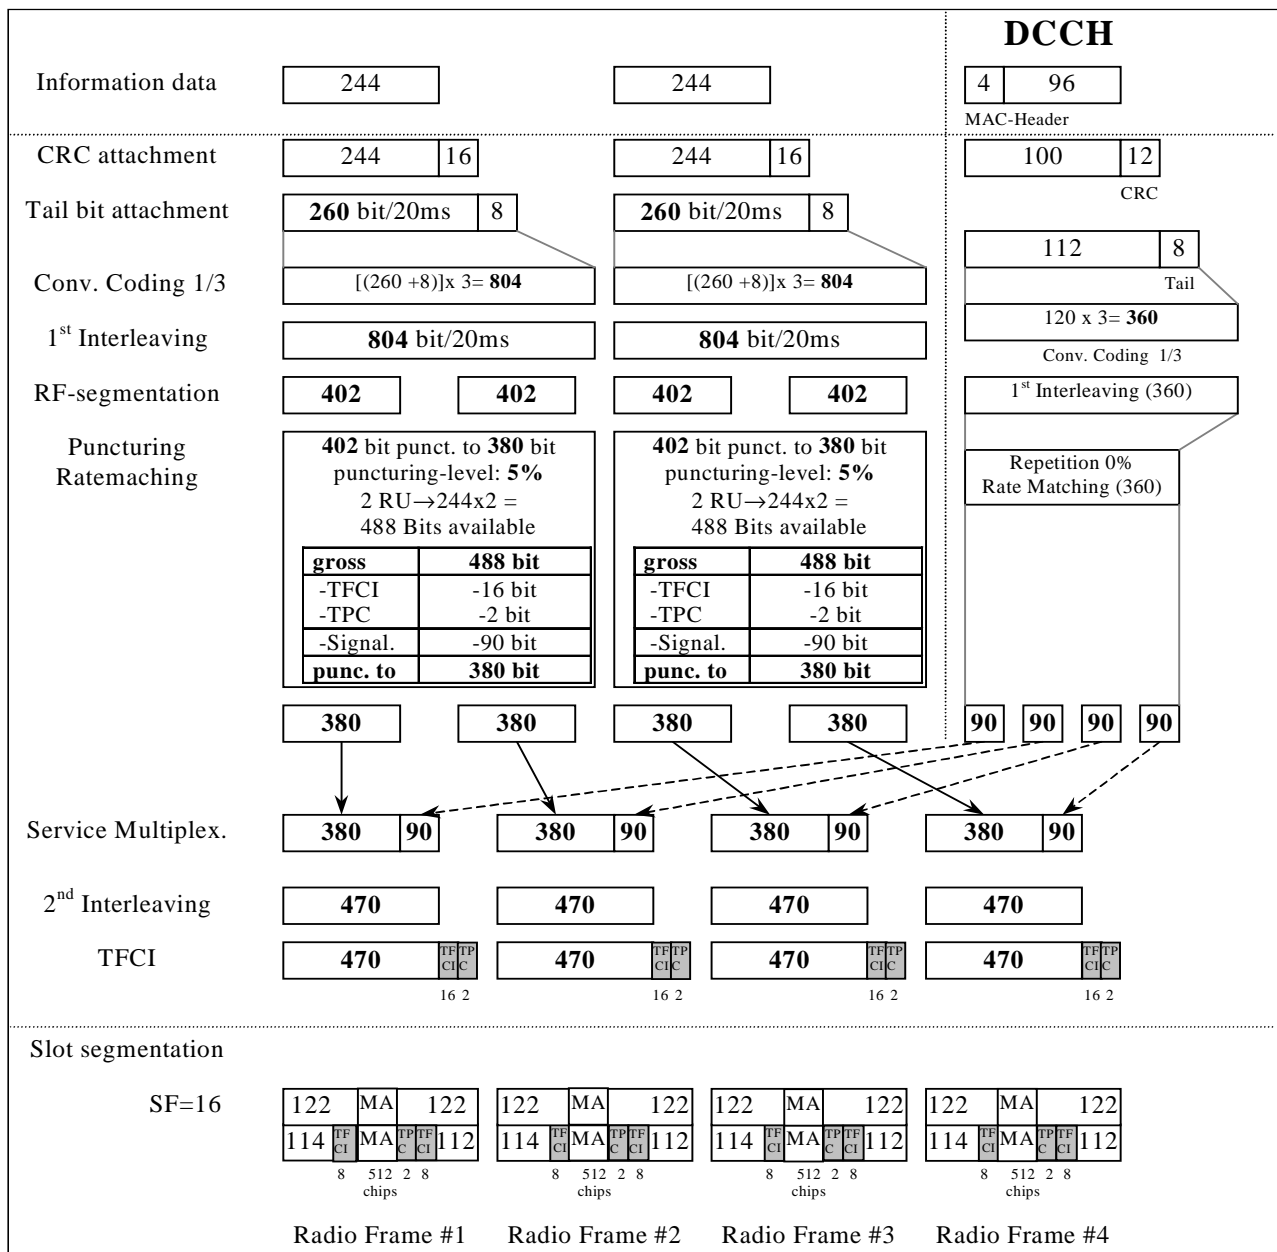 DCCH
Information data 244 244 4 96
MAC-Header
CRC attachment 244 16 244 16 100 12
CRC
Tail bit attachment 260 bit/20ms 8 260 bit/20ms 8
112 8
Tail
Conv. Coding 1/3 [(260 +8)]x 3= 804 [(260 +8)]x 3= 804
120 x 3= 360
Conv. Coding 1/3
1st Interleaving 804 bit/20ms 804 bit/20ms
RF-segmentation 402 402 402 402 1st Interleaving (360)
Puncturing
Ratemaching
402 bit punct. to 380 bit
puncturing-level: 5%
2 RU→244x2 =
488 Bits available
gross 488 bit
-TFCI -16 bit
-TPC -2 bit
-Signal. -90 bit
punc. to 380 bit
402 bit punct. to 380 bit
puncturing-level: 5%
2 RU→244x2 =
488 Bits available
gross 488 bit
-TFCI -16 bit
-TPC -2 bit
-Signal. -90 bit
punc. to 380 bit
Repetition 0%
Rate Matching (360)
380 380 380 380 90 90 90 90
Service Multiplex. 380 90 380 90 380 90 380 90
2nd Interleaving 470 470 470 470
TFCI 470 TFCI TPC 470 TFCI TPC 470 TFCI TPC 470 TFCI TPC
16 2 16 2 16 2 16 2
Slot segmentation
SF=16 122 MA 122 122 MA 122 122 MA 122 122 MA 122
114 TFCI MA TPC TFCI 112 114 TFCI MA TPC TFCI 112 114 TFCI MA TPC TFCI 112 114 TFCI MA TPC TFCI 112
8 512 2 8 8 512 2 8 8 512 2 8 8 512 2 8
chips chips chips chips
Radio Frame #1 Radio Frame #2 Radio Frame #3 Radio Frame #4